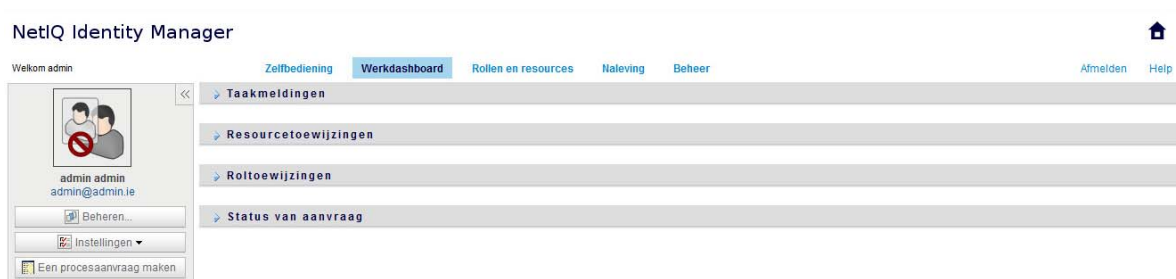 NetIQ Identity Manager
Welkom admin
Zelfbediening Werkdashboard Rollen en resources Naleving Beheer Afmelden Help
Taakmeldingen
Resourcetoewijzingen
Roltoewijzingen
Status van aanvraag
admin admin
admin@admin.ie
Beheren...
Instellingen
Een procesaanvraag maken